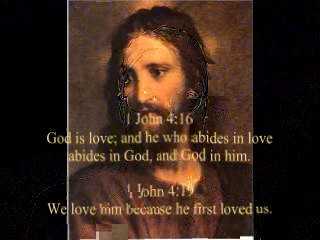 1 John 4:16
God is love; and he who abides in love
abides in God, and God in him.
1 John 4:19
We love him because he first loved us.